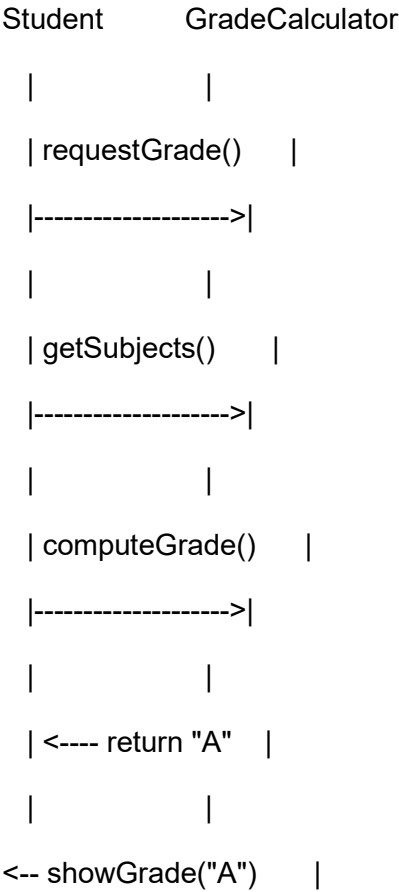 Student          GradeCalculator
|                     |
| requestGrade()      |
|-------------------->|
|                     |
| getSubjects()       |
|-------------------->|
|                     |
| computeGrade()      |
|-------------------->|
|                     |
| <---- return "A"    |
|                     |
<-- showGrade("A")       |